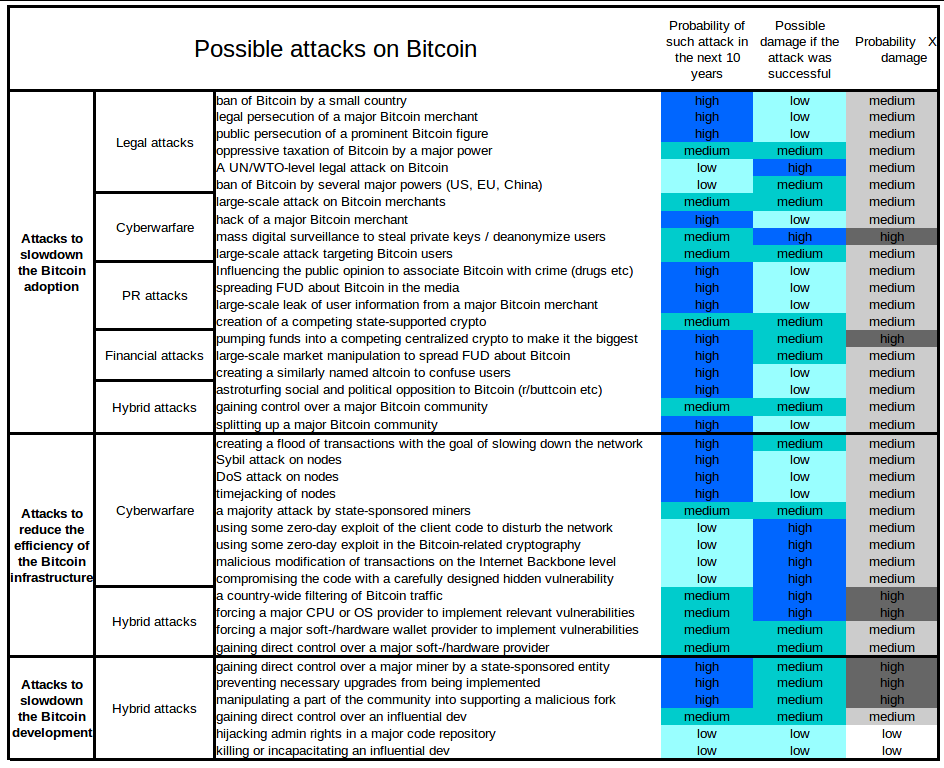 Possible attacks on Bitcoin
Probability of
such attack in
the next 10
years
Possible
damage if the
attack was
successful
Probability X
damage
Attacks to
slowdown
the Bitcoin
adoption
Legal attacks
ban of Bitcoin by a small country high low medium
legal persecution of a major Bitcoin merchant high low medium
public persecution of a prominent Bitcoin figure high low medium
oppressive taxation of Bitcoin by a major power medium medium medium
A UN/WTO-level legal attack on Bitcoin low high medium
ban of Bitcoin by several major powers (US, EU, China) low medium medium
Cyberwarfare
large-scale attack on Bitcoin merchants medium medium medium
hack of a major Bitcoin merchant high low medium
mass digital surveillance to steal private keys / deanonymize users medium high high
large-scale attack targeting Bitcoin users medium medium medium
PR attacks
Influencing the public opinion to associate Bitcoin with crime (drugs etc) high low medium
spreading FUD about Bitcoin in the media high low medium
large-scale leak of user information from a major Bitcoin merchant high low medium
creation of a competing state-supported crypto medium medium medium
Financial attacks
pumping funds into a competing centralized crypto to make it the biggest high medium high
large-scale market manipulation to spread FUD about Bitcoin high medium medium
creating a similarly named altcoin to confuse users high low medium
Hybrid attacks
astroturfing social and political opposition to Bitcoin (r/buttcoin etc) high low medium
gaining control over a major Bitcoin community medium medium medium
splitting up a major Bitcoin community high low medium
Attacks to
reduce the
efficiency of
the Bitcoin
infrastructure
Cyberwarfare
creating a flood of transactions with the goal of slowing down the network high medium medium
Sybil attack on nodes high low medium
DoS attack on nodes high low medium
timejacking of nodes high low medium
a majority attack by state-sponsored miners medium medium medium
using some zero-day exploit of the client code to disturb the network low high medium
using some zero-day exploit in the Bitcoin-related cryptography low high medium
malicious modification of transactions on the Internet Backbone level low high medium
compromising the code with a carefully designed hidden vulnerability low high medium
Hybrid attacks
a country-wide filtering of Bitcoin traffic medium high high
forcing a major CPU or OS provider to implement relevant vulnerabilities medium high high
forcing a major soft-/hardware wallet provider to implement vulnerabilities medium medium medium
gaining direct control over a major soft-/hardware provider medium medium medium
Attacks to
slowdown
the Bitcoin
development
Hybrid attacks
gaining direct control over a major miner by a state-sponsored entity high medium high
preventing necessary upgrades from being implemented high medium high
manipulating a part of the community into supporting a malicious fork high medium high
gaining direct control over an influential dev medium medium medium
hijacking admin rights in a major code repository low low low
killing or incapacitating an influential dev low low low